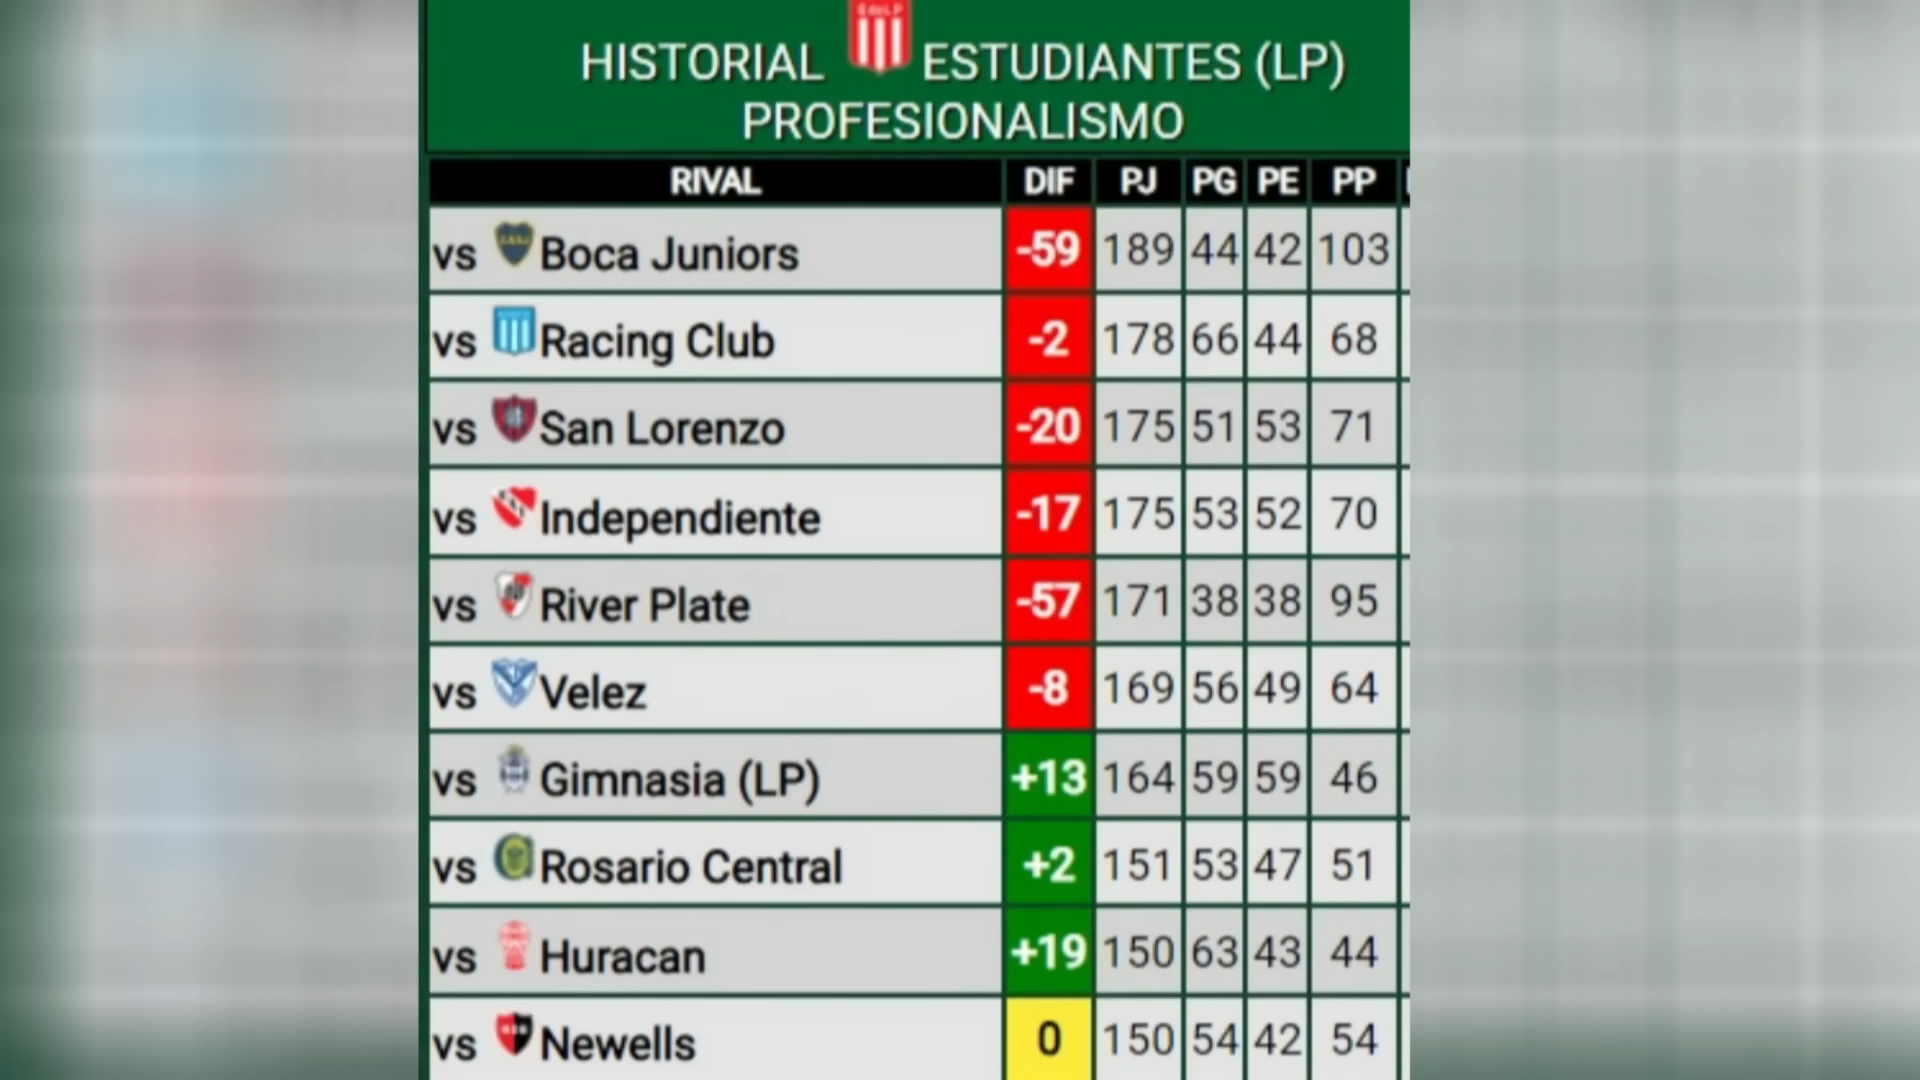 HISTORIAL ESTUDIANTES (LP)
PROFESIONALISMO
RIVAL DIF PJ PG PE PP
vs Boca Juniors -59 189 44 42 103
vs Racing Club -2 178 66 44 68
vs San Lorenzo -20 175 51 53 71
vs Independiente -17 175 53 52 70
vs River Plate -57 171 38 38 95
vs Velez -8 169 56 49 64
vs Gimnasia (LP) +13 164 59 59 46
vs Rosario Central +2 151 53 47 51
vs Huracan +19 150 63 43 44
vs Newells 0 150 54 42 54